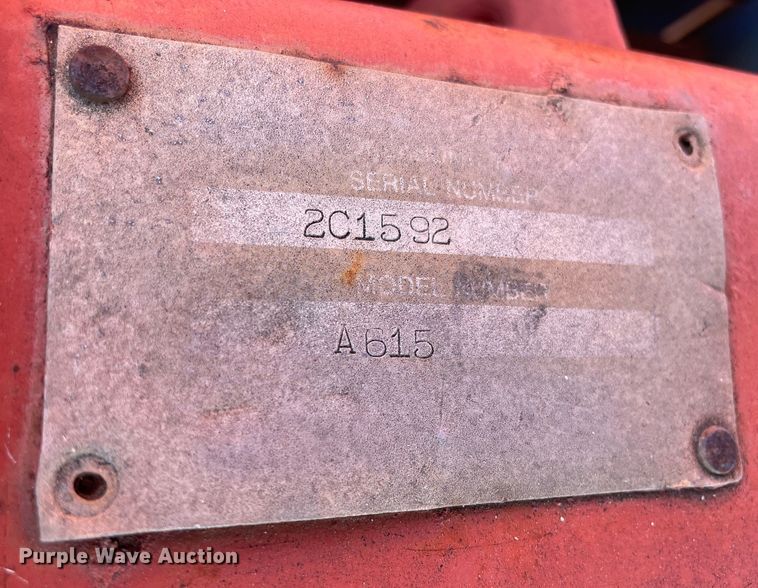 SERIAL NUMBER
2C1592
MODEL NUMBER
A615
Purple Wave Auction